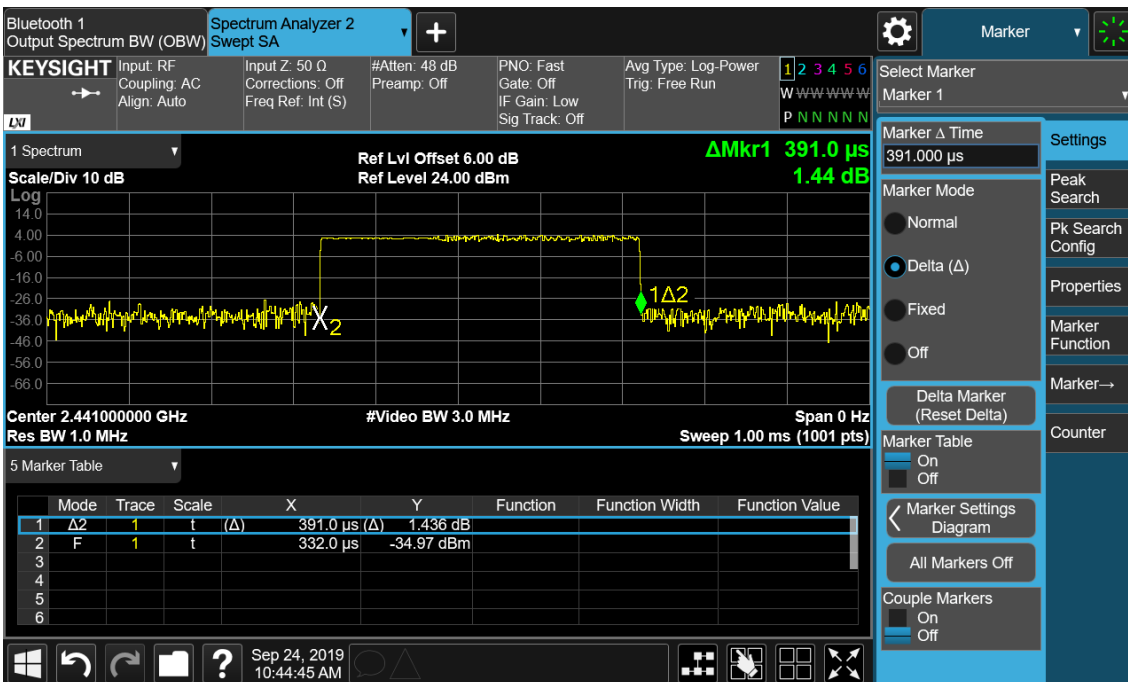 Bluetooth 1
Output Spectrum BW (OBW)
Spectrum Analyzer 2
Swept SA
Marker
KEYSIGHT
LXI
Input: RF
Coupling: AC
Align: Auto
Input Z: 50 Ω
Corrections: Off
Freq Ref: Int (S)
#Atten: 48 dB
Preamp: Off
PNO: Fast
Gate: Off
IF Gain: Low
Sig Track: Off
Avg Type: Log-Power
Trig: Free Run
1 2 3 4 5 6
W W W W W W
P N N N N N
Select Marker
Marker 1
1 Spectrum
Scale/Div 10 dB
Ref Lvl Offset 6.00 dB
Ref Level 24.00 dBm
ΔMkr1 391.0 µs
1.44 dB
Log
14.0
4.00
-6.00
-16.0
-26.0
-36.0
-46.0
-56.0
-66.0
2
1Δ2
Center 2.441000000 GHz
#Video BW 3.0 MHz
Span 0 Hz
Res BW 1.0 MHz
Sweep 1.00 ms (1001 pts)
5 Marker Table
Mode Trace Scale X Y Function Function Width Function Value
1 Δ2 1 t (Δ) 391.0 µs (Δ) 1.436 dB
2 F 1 t 332.0 µs -34.97 dBm
3
4
5
6
Marker Δ Time
391.000 µs
Marker Mode
Normal
Delta (Δ)
Fixed
Off
Delta Marker
(Reset Delta)
Marker Table
On
Off
Marker Settings
Diagram
All Markers Off
Couple Markers
On
Off
Settings
Peak
Search
Pk Search
Config
Properties
Marker
Function
Marker→
Counter
?
Sep 24, 2019
10:44:45 AM